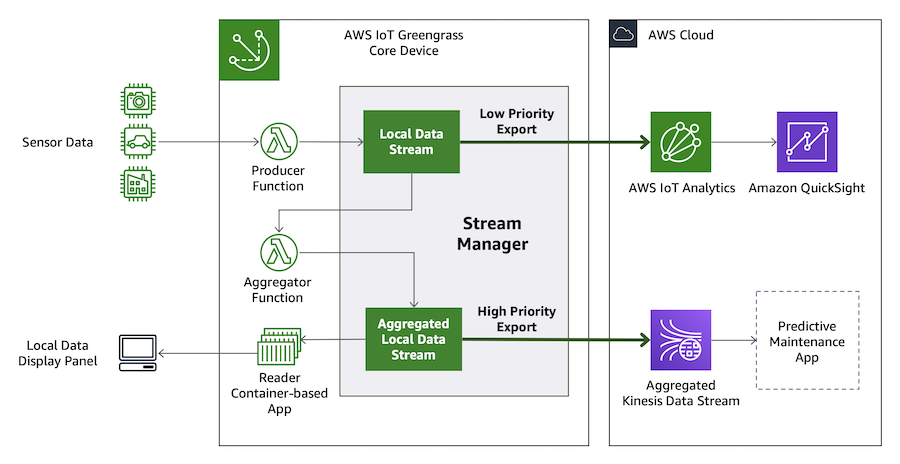 AWS IoT Greengrass
Core Device
AWS Cloud
Sensor Data
Producer
Function
Local Data
Stream
Low Priority
Export
AWS IoT Analytics
Amazon QuickSight
Stream
Manager
Aggregator
Function
Local Data
Display Panel
Reader
Container-based
App
Aggregated
Local Data
Stream
High Priority
Export
Aggregated
Kinesis Data Stream
Predictive
Maintenance
App